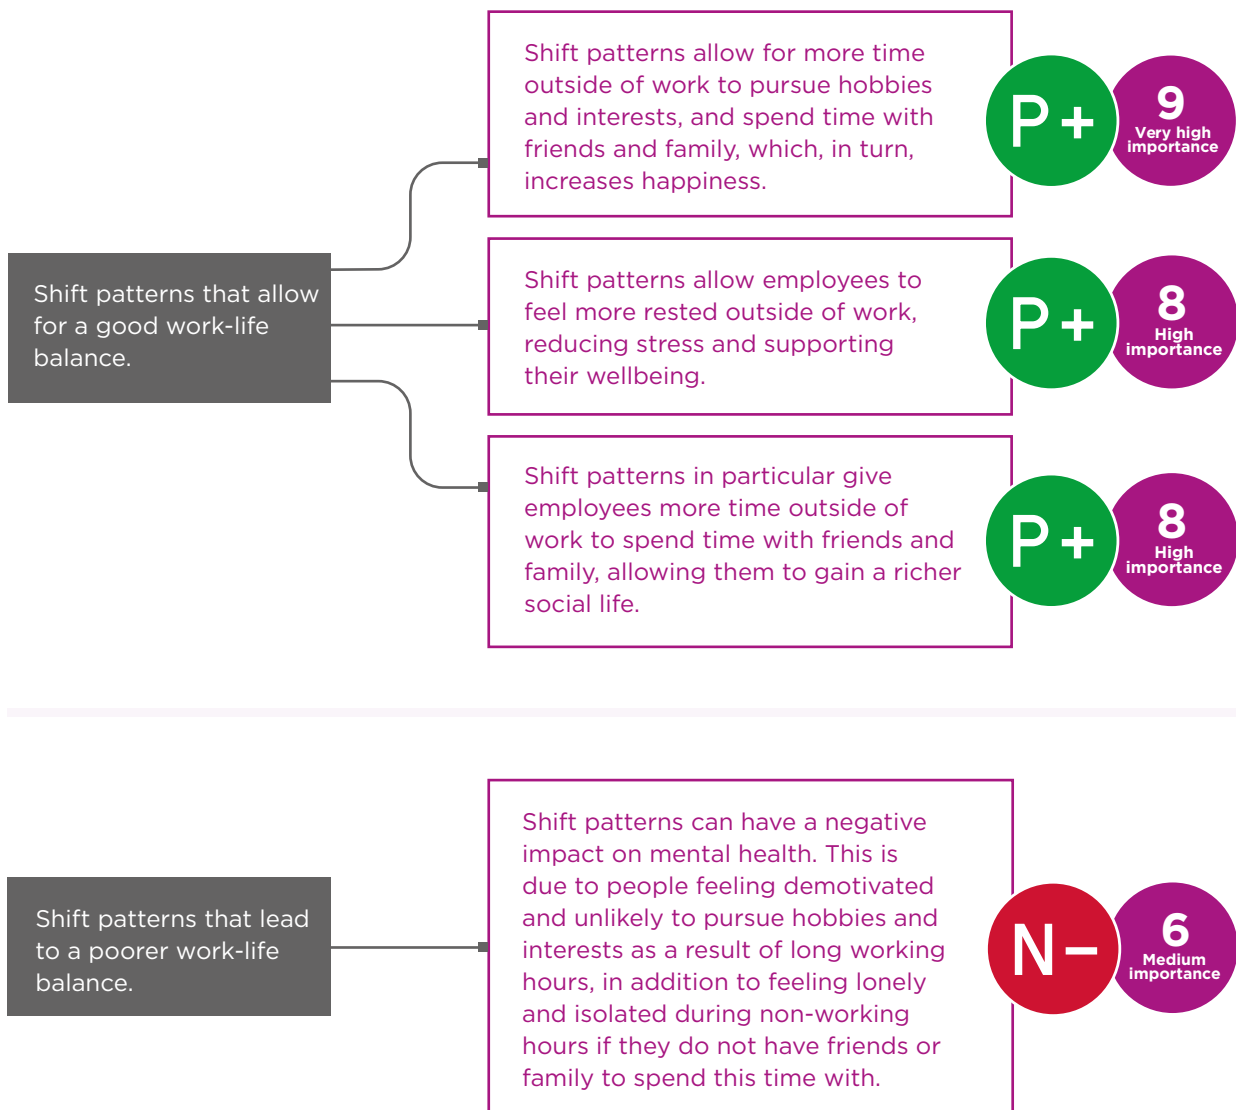 Shift patterns allow for more time
outside of work to pursue hobbies
and interests, and spend time with
friends and family, which, in turn,
increases happiness.
P+
9
Very high
importance
Shift patterns that allow
for a good work-life
balance.
Shift patterns allow employees to
feel more rested outside of work,
reducing stress and supporting
their wellbeing.
P+
8
High
importance
Shift patterns in particular give
employees more time outside of
work to spend time with friends and
family, allowing them to gain a richer
social life.
P+
8
High
importance
Shift patterns that lead
to a poorer work-life
balance.
Shift patterns can have a negative
impact on mental health. This is
due to people feeling demotivated
and unlikely to pursue hobbies and
interests as a result of long working
hours, in addition to feeling lonely
and isolated during non-working
hours if they do not have friends or
family to spend this time with.
N-
6
Medium
importance